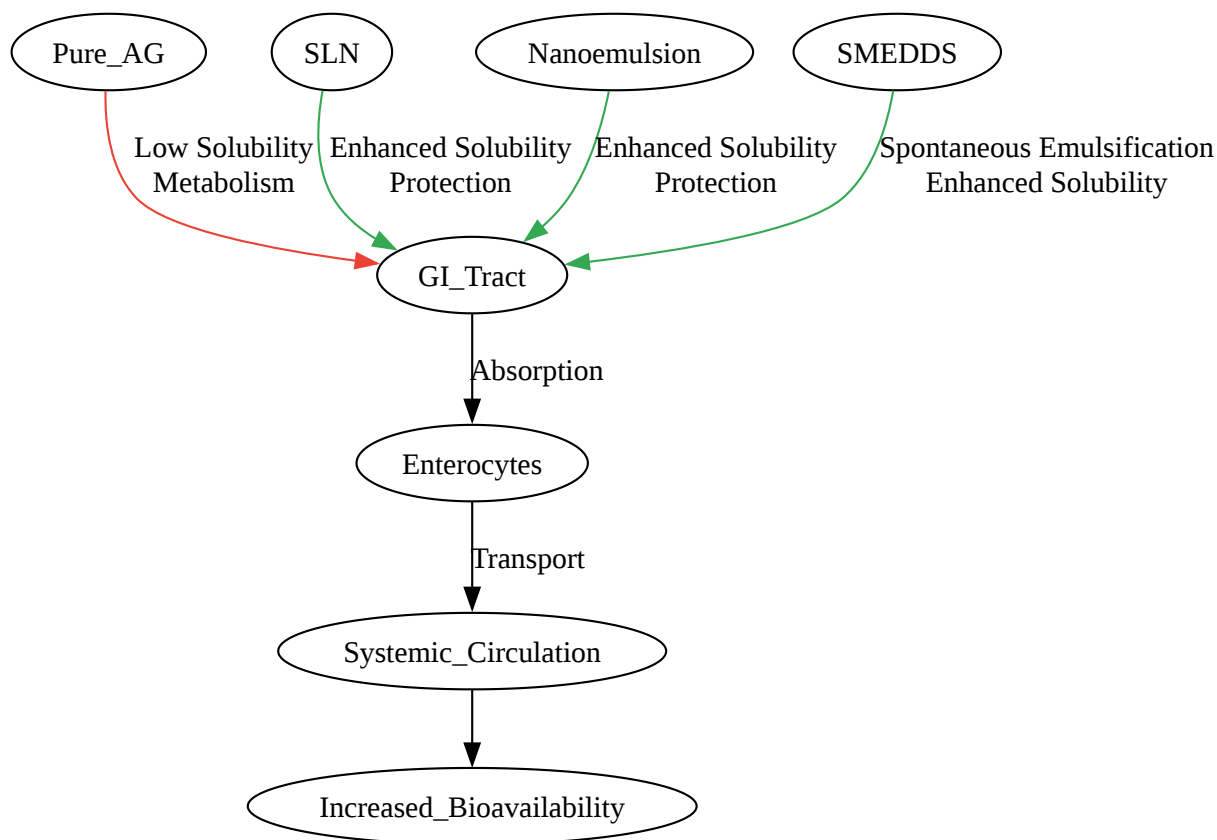 Pure_AG
SLN
Nanoemulsion
SMEDDS
Low Solubility
Metabolism
Enhanced Solubility
Protection
Enhanced Solubility
Protection
Spontaneous Emulsification
Enhanced Solubility
GI_Tract
Absorption
Enterocytes
Transport
Systemic_Circulation
Increased_Bioavailability